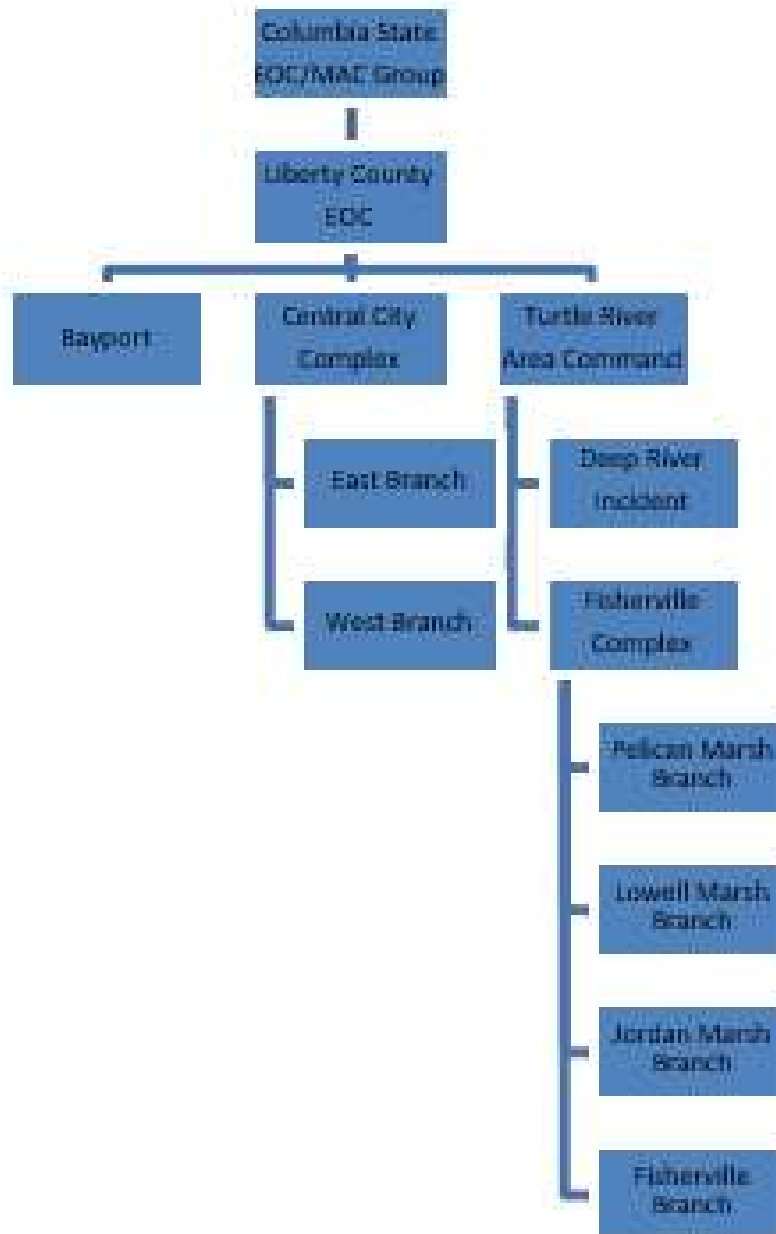 Columbia State
EOC/MAC Group
Liberty County
EOC
Bayport
Central City
Complex
Turtle River
Area Command
East Branch
Deep River
Incident
West Branch
Fisherville
Complex
Pelican Marsh
Branch
Lowell Marsh
Branch
Jordan Marsh
Branch
Fisherville
Branch